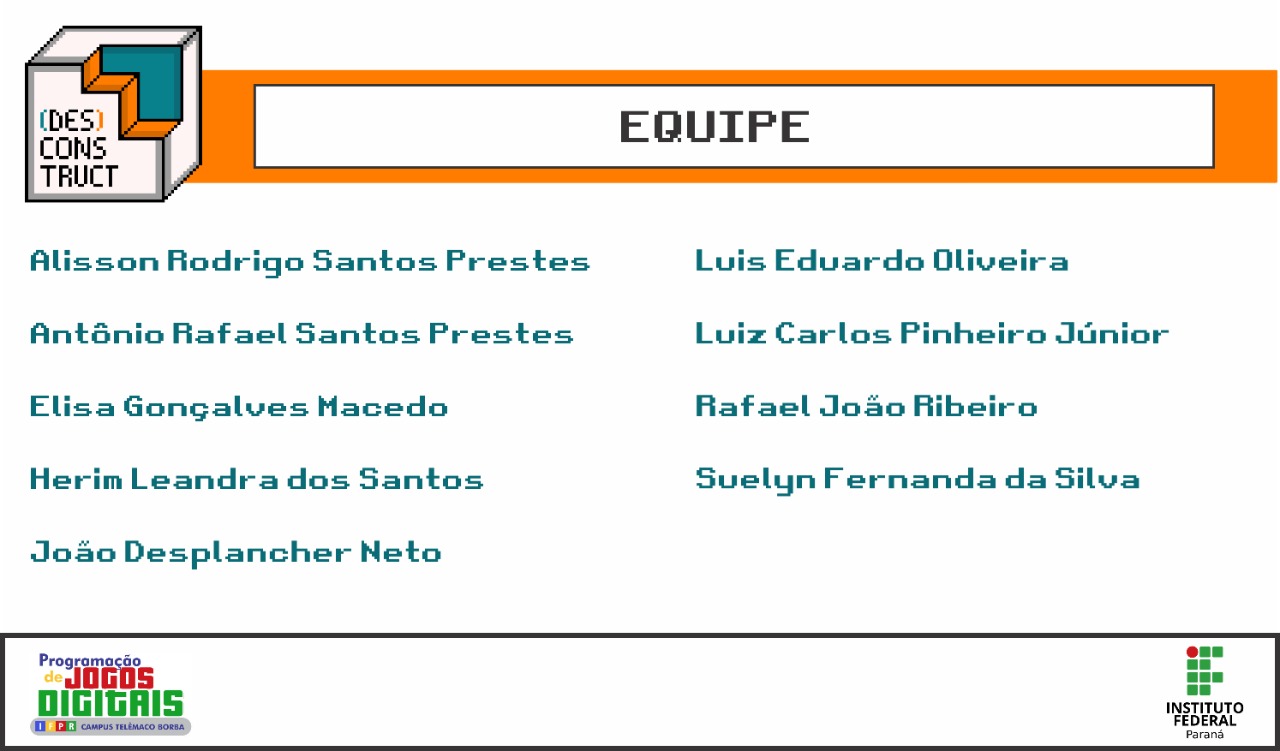 (DES)
CONS
TRUCT
EQUIPE
Alisson Rodrigo Santos Prestes
Antônio Rafael Santos Prestes
Elisa Gonçalves Macedo
Herim Leandra dos Santos
João Desplancher Neto
Luis Eduardo Oliveira
Luiz Carlos Pinheiro Júnior
Rafael João Ribeiro
Suelyn Fernanda da Silva
Programação
de JOGOS
DIGITAIS
IFPR CAMPUS TELÊMACO BORBA
INSTITUTO
FEDERAL
Paraná